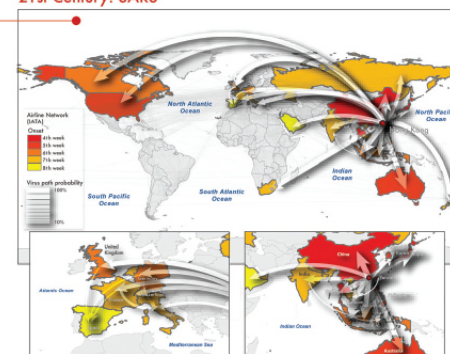 21st Century: SARS
North Atlantic
Ocean
North Pacific
Ocean
Kong
Airline Network
(IATA)
Onset
4th week
5th week
6th week
7th week
8th week
Virus path probability
100%
10%
Indian
Ocean
South Pacific
Ocean
South Atlantic
Ocean
United
Kingdom
Atlantic Ocean
Mediterranean Sea
China
India
Indian Ocean
Australia